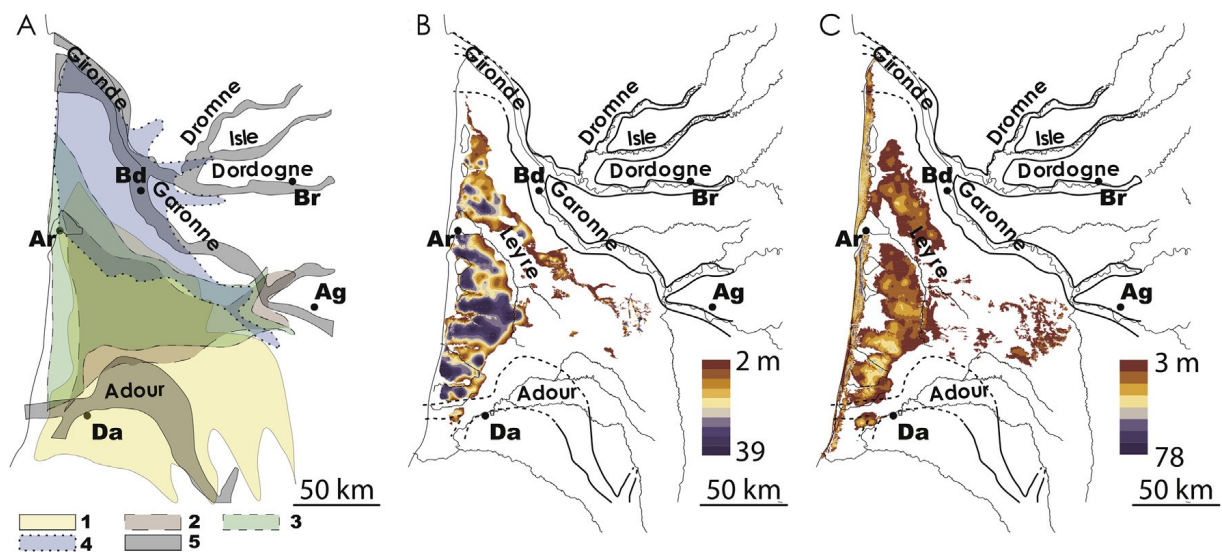 A
Gironde
Dromne
Isle
Dordogne
Bd
Br
Garonne
Ar
Ag
Adour
Da
50 km
1
2
3
4
5
B
Gironde
Dromne
Isle
Dordogne
Bd
Br
Garonne
Ar
Leyre
Ag
2 m
39
Adour
Da
50 km
C
Gironde
Dromne
Isle
Dordogne
Bd
Br
Garonne
Ar
Leyre
Ag
3 m
78
Adour
Da
50 km